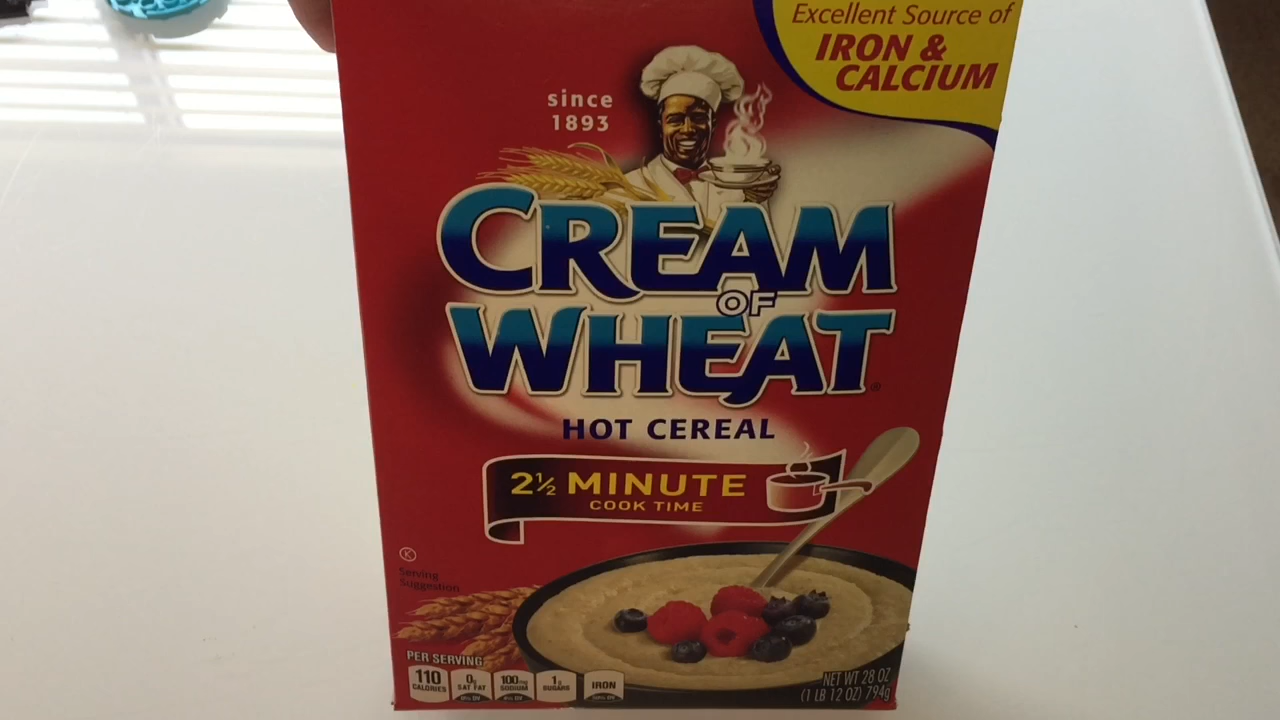 Excellent Source of
IRON &
CALCIUM
since
1893
CREAM
OF
WHEAT®
HOT CEREAL
2½ MINUTE
COOK TIME
K
Serving
Suggestion
PER SERVING
110
CALORIES
0g
SAT FAT
100mg
SODIUM
1g
SUGARS
IRON
NET WT 28 OZ
(1 LB 12 OZ) 794g